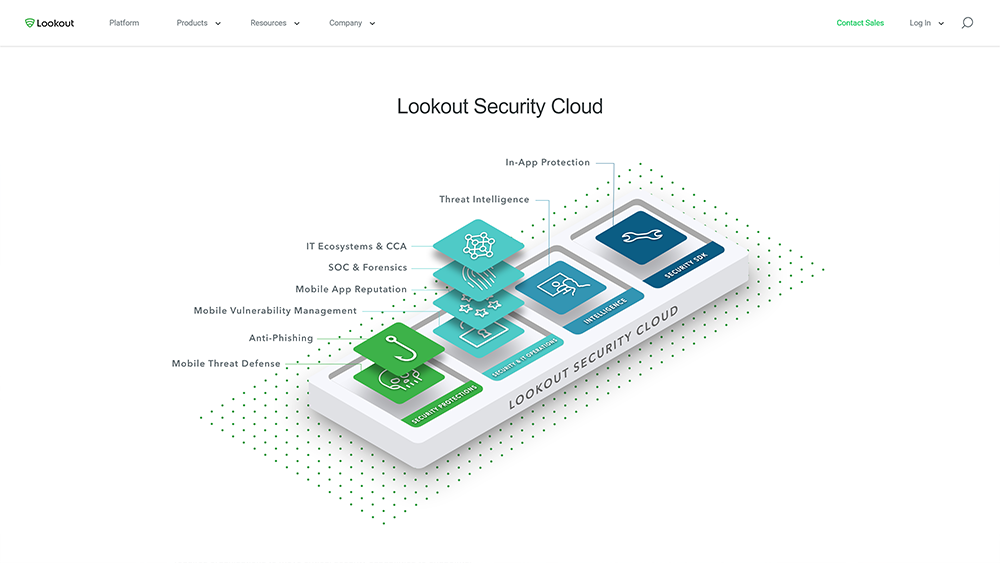 Lookout
Platform
Products
Resources
Company
Contact Sales
Log In
Lookout Security Cloud
In-App Protection
Threat Intelligence
IT Ecosystems & CCA
SOC & Forensics
Mobile App Reputation
Mobile Vulnerability Management
Anti-Phishing
Mobile Threat Defense
SECURITY PROTECTIONS
SECURITY & IT OPERATIONS
INTELLIGENCE
SECURITY SDK
LOOKOUT SECURITY CLOUD